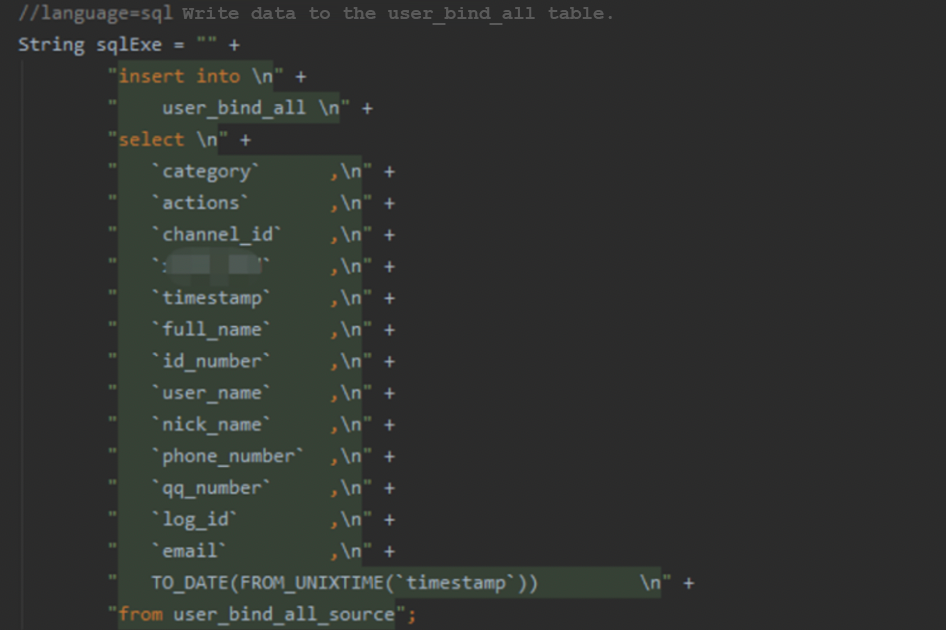 //language=sql Write data to the user_bind_all table.
String sqlExe = "" +
"insert into \n" +
" user_bind_all \n" +
"select \n" +
" `category` ,\n" +
" `actions` ,\n" +
" `channel_id` ,\n" +
" ` ` ,\n" +
" `timestamp` ,\n" +
" `full_name` ,\n" +
" `id_number` ,\n" +
" `user_name` ,\n" +
" `nick_name` ,\n" +
" `phone_number` ,\n" +
" `qq_number` ,\n" +
" `log_id` ,\n" +
" `email` ,\n" +
" TO_DATE(FROM_UNIXTIME(`timestamp`)) \n" +
"from user_bind_all_source";